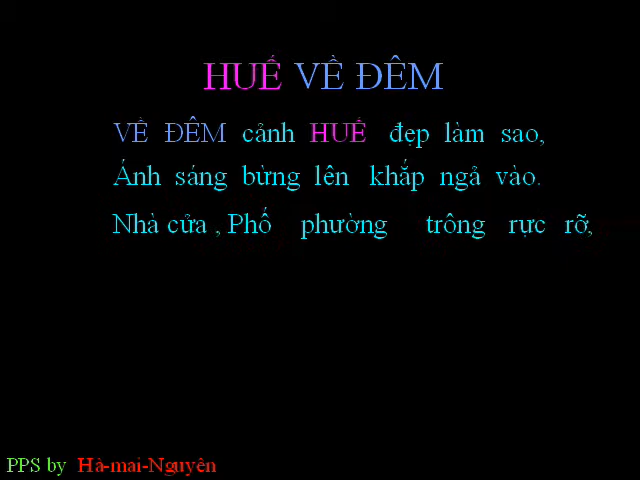 HUẾ VỀ ĐÊM
VỀ ĐÊM cảnh HUẾ đẹp làm sao,
Ánh sáng bừng lên khắp ngả vào.
Nhà cửa , Phố phường trông rực rỡ,
PPS by Hà-mai-Nguyên